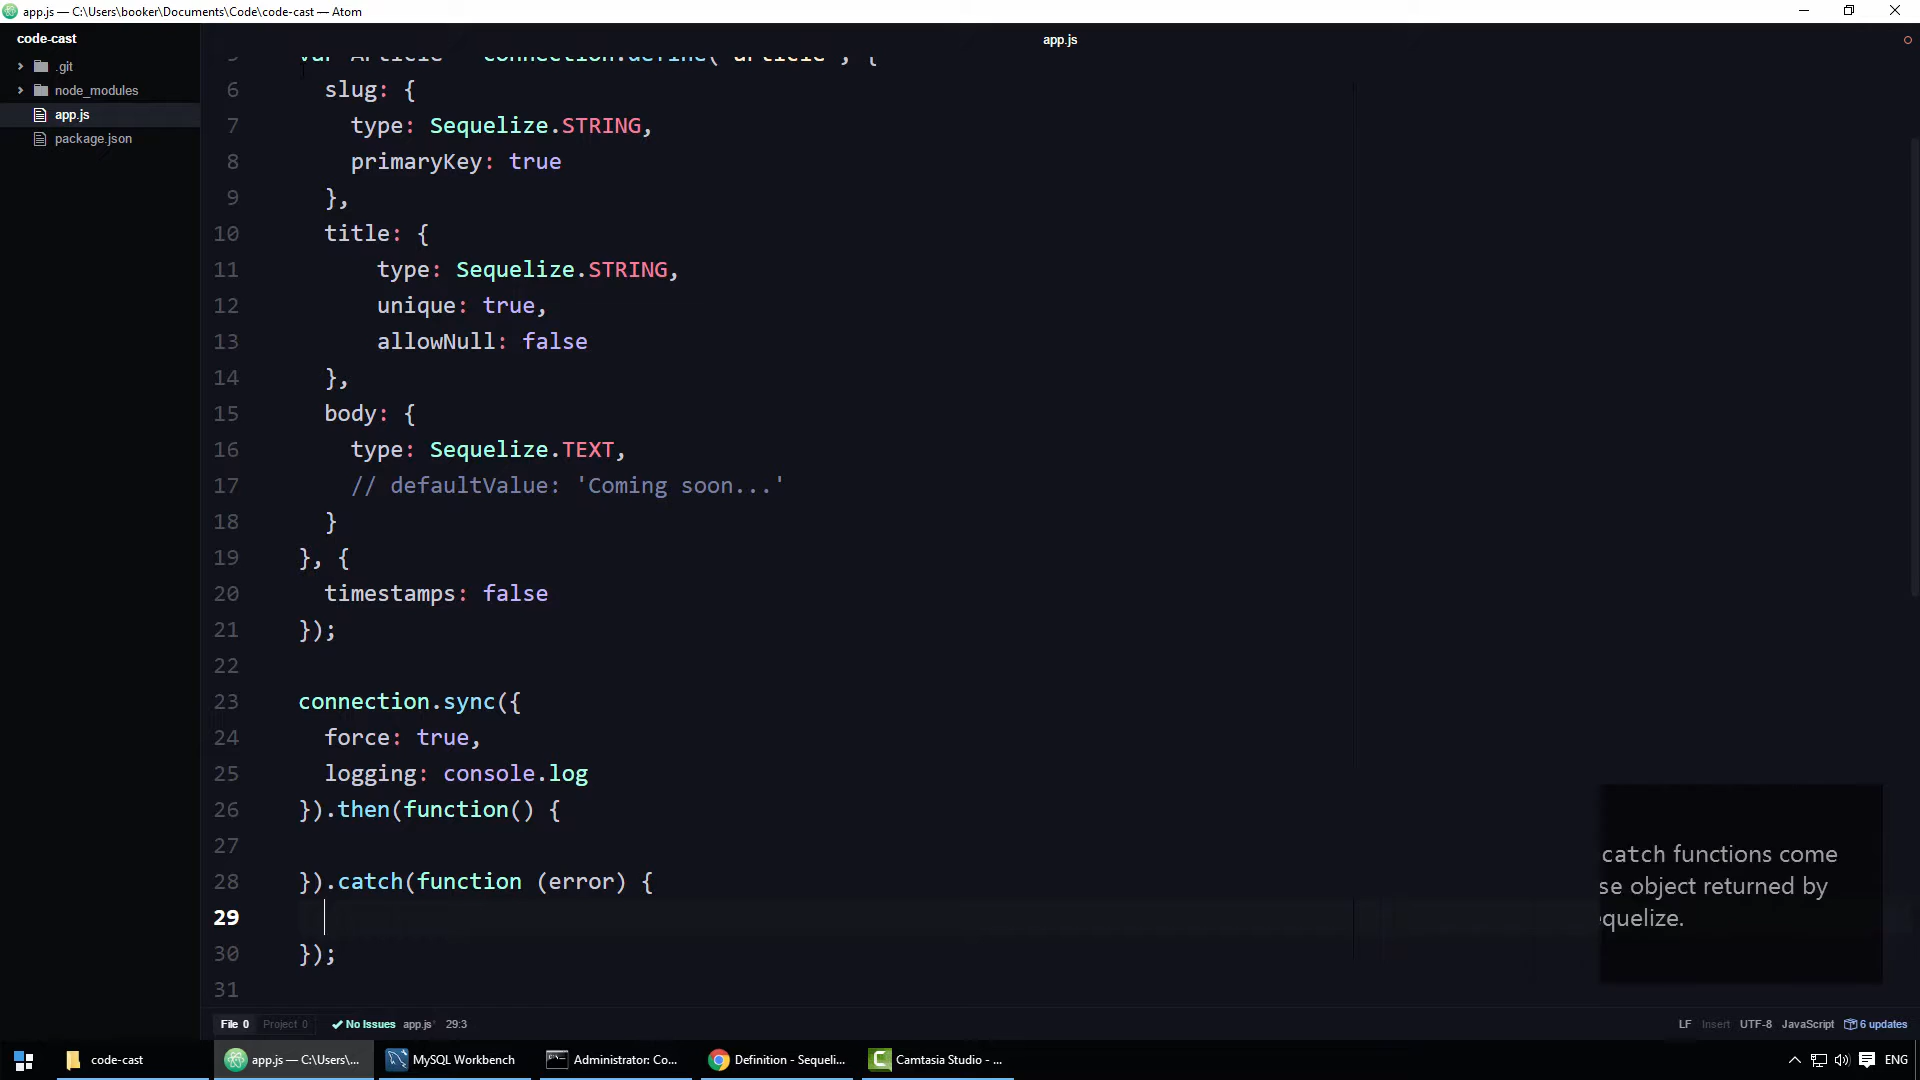 app.js — C:\Users\booker\Documents\Code\code-cast — Atom
code-cast
.git
node_modules
app.js
package.json
app.js
5 var Article = connection.define('article', {
6 slug: {
7 type: Sequelize.STRING,
8 primaryKey: true
9 },
10 title: {
11 type: Sequelize.STRING,
12 unique: true,
13 allowNull: false
14 },
15 body: {
16 type: Sequelize.TEXT,
17 // defaultValue: 'Coming soon...'
18 }
19 }, {
20 timestamps: false
21 });
22
23 connection.sync({
24 force: true,
25 logging: console.log
26 }).then(function() {
27
28 }).catch(function (error) {
29
30 });
31
catch functions come
se object returned by
quelize.
File 0 Project 0 No Issues app.js* 29:3 LF Insert UTF-8 JavaScript 6 updates
code-cast app.js — C:\Users\... MySQL Workbench Administrator: Co... Definition - Sequeli... Camtasia Studio - ... ENG